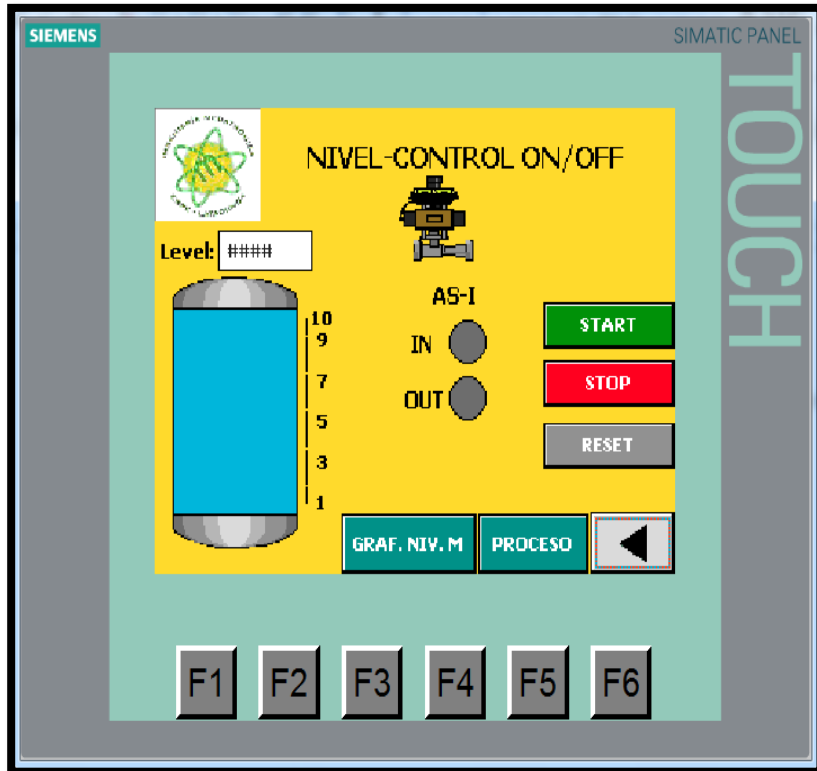 SIEMENS
SIMATIC PANEL
TOUCH
NIVEL-CONTROL ON/OFF
Level: ####
AS-I
IN
OUT
10
9
7
5
3
1
START
STOP
RESET
GRAF. NIV. M
PROCESO
F1 F2 F3 F4 F5 F6